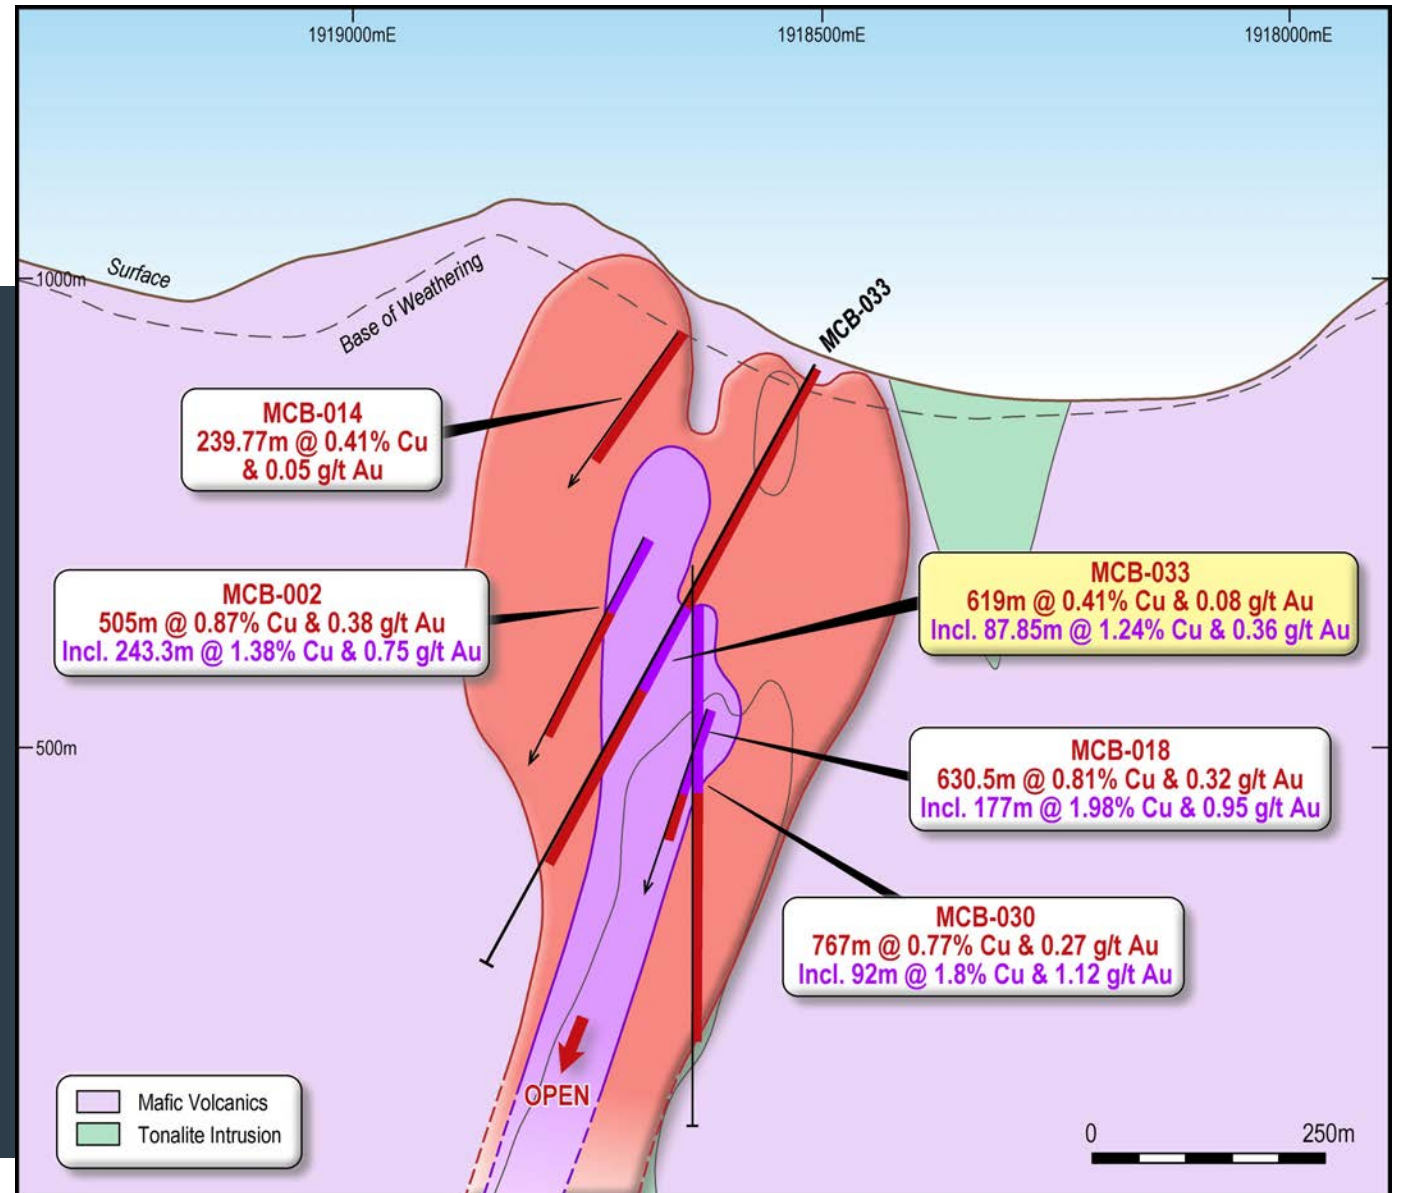 1919000mE
1918500mE
1918000mE
1000m
Surface
Base of Weathering
MCB-033
MCB-014
239.77m @ 0.41% Cu
& 0.05 g/t Au
MCB-002
505m @ 0.87% Cu & 0.38 g/t Au
Incl. 243.3m @ 1.38% Cu & 0.75 g/t Au
MCB-033
619m @ 0.41% Cu & 0.08 g/t Au
Incl. 87.85m @ 1.24% Cu & 0.36 g/t Au
500m
MCB-018
630.5m @ 0.81% Cu & 0.32 g/t Au
Incl. 177m @ 1.98% Cu & 0.95 g/t Au
MCB-030
767m @ 0.77% Cu & 0.27 g/t Au
Incl. 92m @ 1.8% Cu & 1.12 g/t Au
OPEN
Mafic Volcanics
Tonalite Intrusion
0
250m